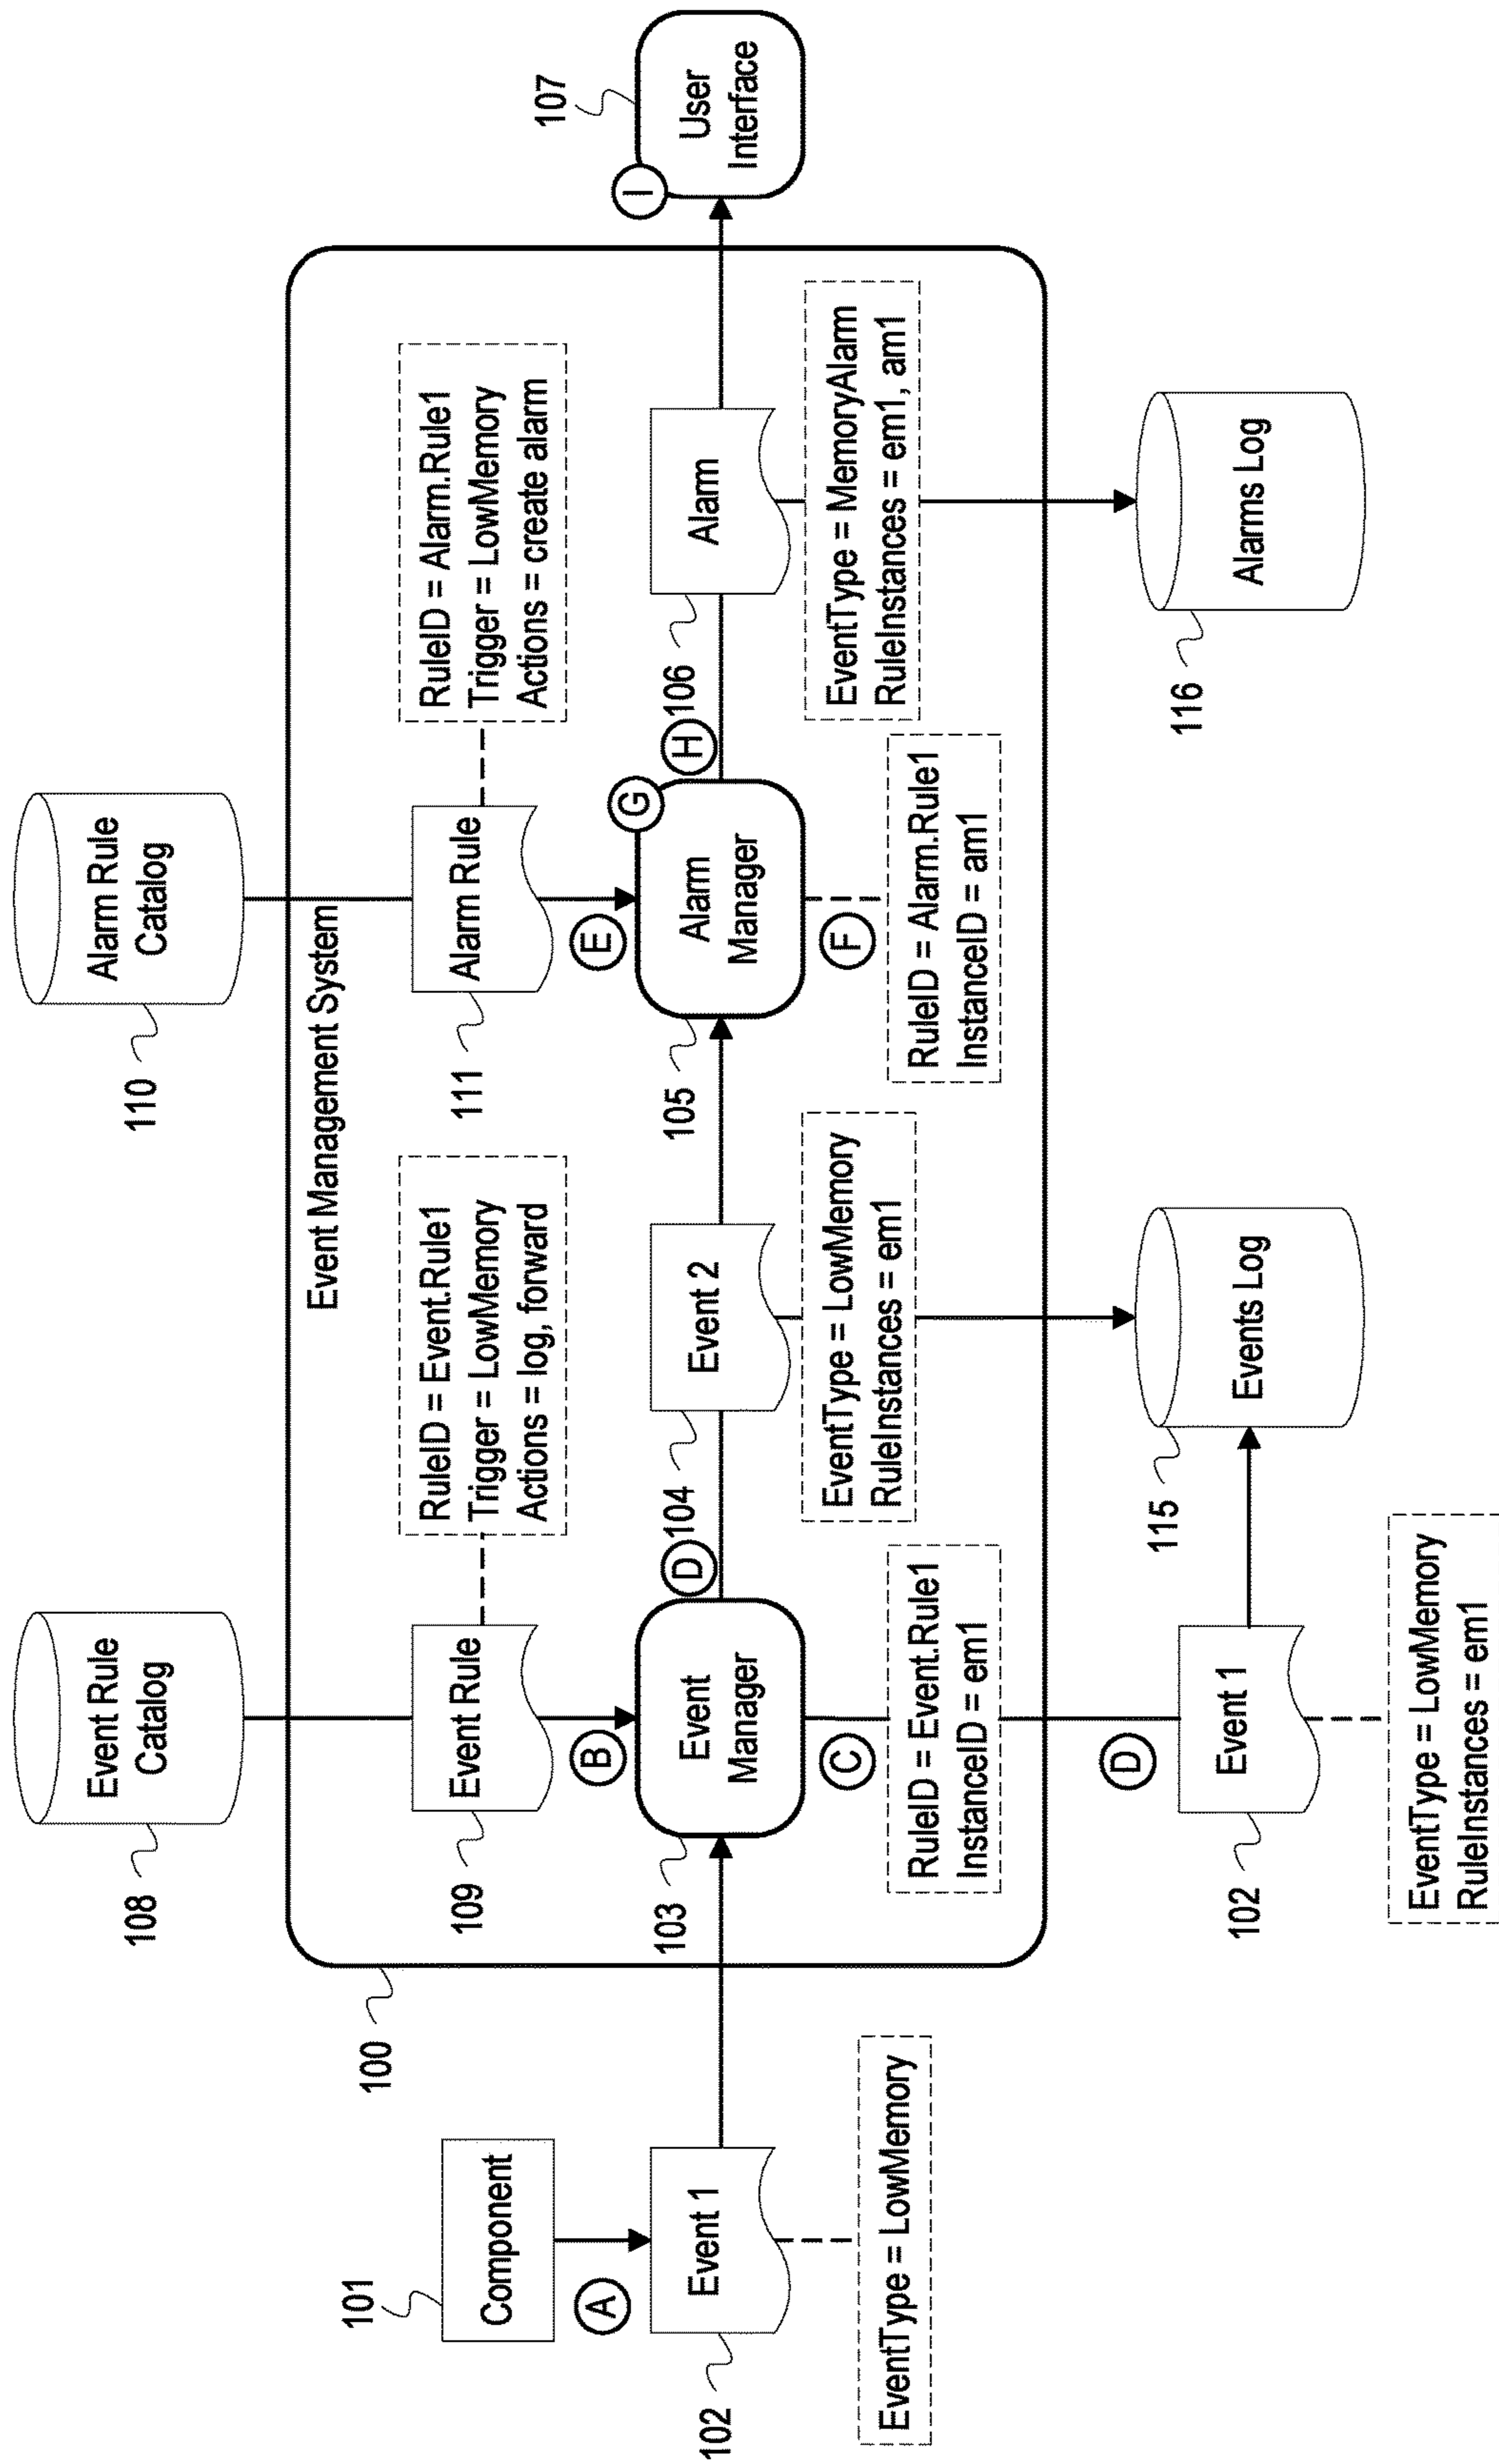 108
Event Rule
Catalog
110
Alarm Rule
Catalog
100
Event Management System
109
Event Rule
RuleID = Event.Rule1
Trigger = LowMemory
Actions = log, forward
111
Alarm Rule
RuleID = Alarm.Rule1
Trigger = LowMemory
Actions = create alarm
101
Component
A
B
E
102
Event 1
EventType = LowMemory
103
Event
Manager
D
104
Event 2
EventType = LowMemory
RuleInstances = em1
105
Alarm
Manager
G
H
106
Alarm
EventType = MemoryAlarm
RuleInstances = em1, am1
I
107
User
Interface
C
RuleID = Event.Rule1
InstanceID = em1
F
RuleID = Alarm.Rule1
InstanceID = am1
D
102
Event 1
EventType = LowMemory
RuleInstances = em1
115
Events Log
116
Alarms Log